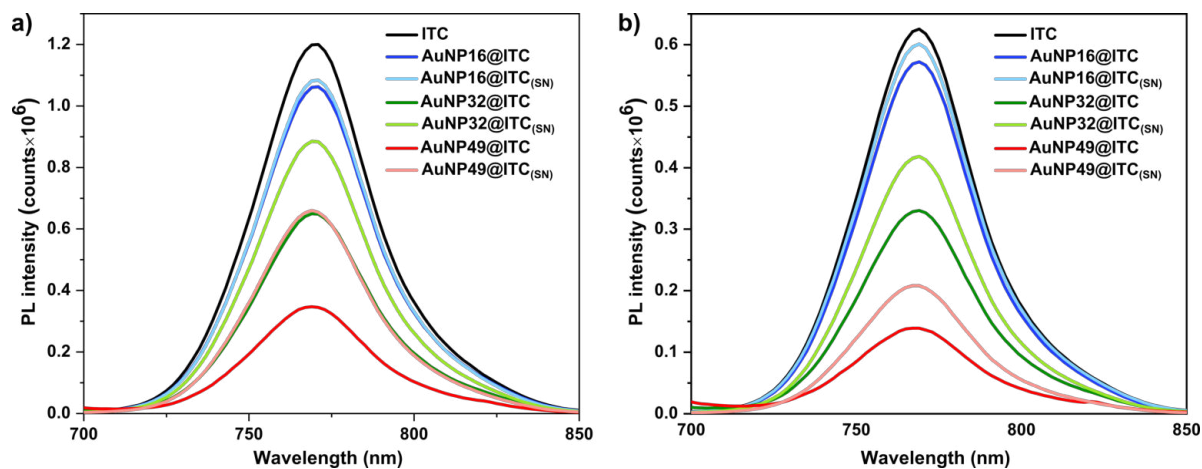 a)
PL intensity (counts×10⁶)
1.2
1.0
0.8
0.6
0.4
0.2
0.0
700
750
800
850
Wavelength (nm)
ITC
AuNP16@ITC
AuNP16@ITC(SN)
AuNP32@ITC
AuNP32@ITC(SN)
AuNP49@ITC
AuNP49@ITC(SN)
b)
PL intensity (counts×10⁶)
0.6
0.5
0.4
0.3
0.2
0.1
0.0
700
750
800
850
Wavelength (nm)
ITC
AuNP16@ITC
AuNP16@ITC(SN)
AuNP32@ITC
AuNP32@ITC(SN)
AuNP49@ITC
AuNP49@ITC(SN)